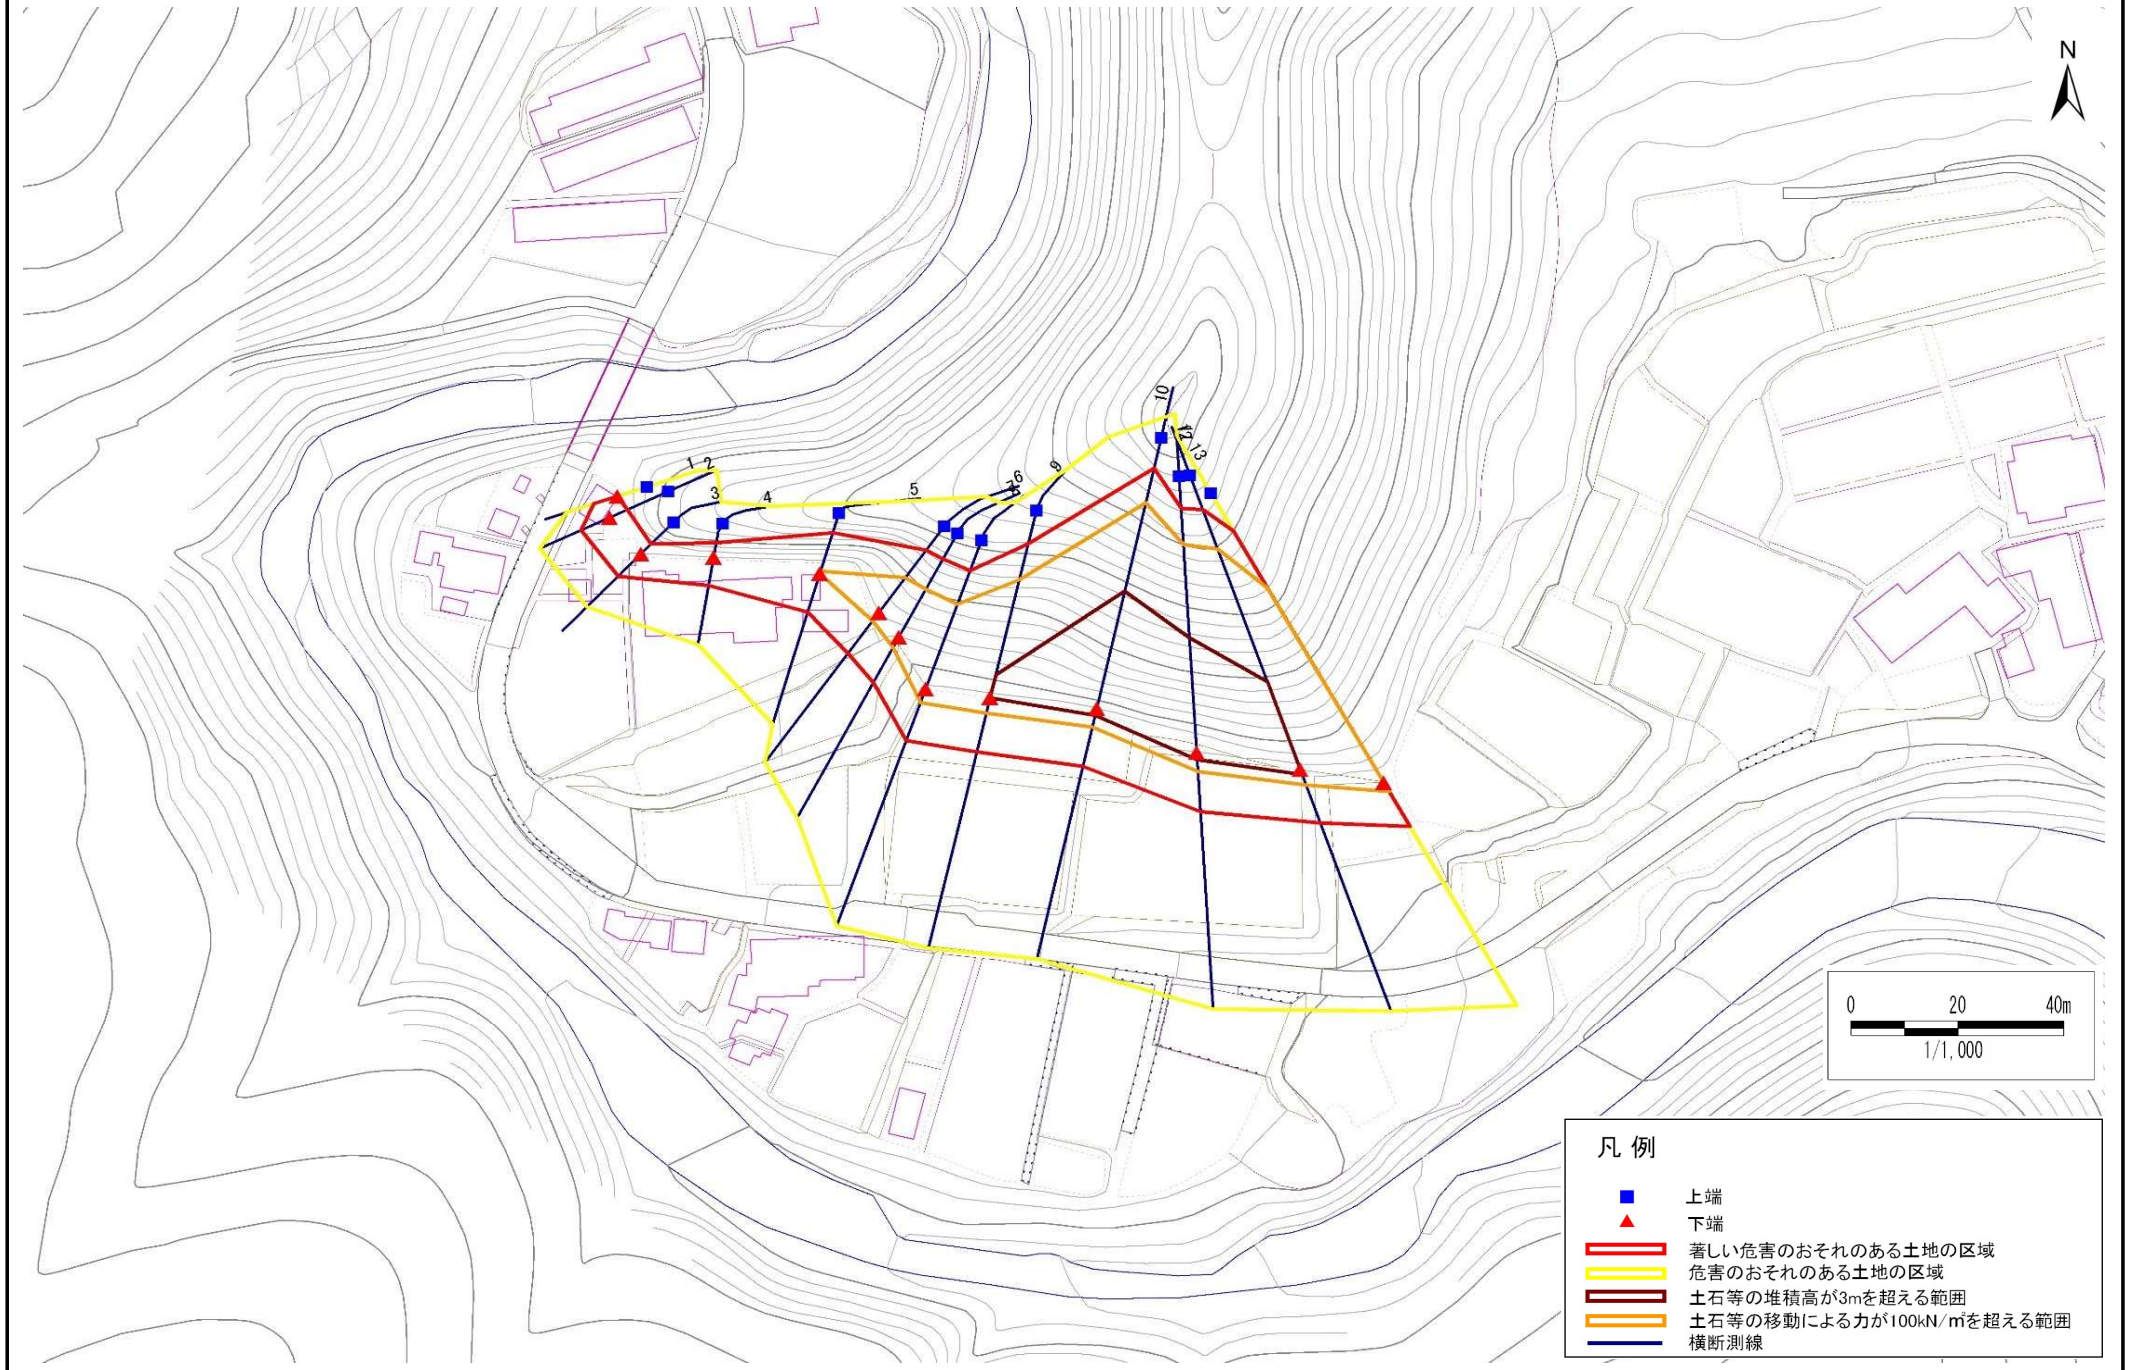 N
10
13
1
2
3
4
5
6
9
0 20 40m
1/1,000
凡 例
上端
下端
著しい危害のおそれのある土地の区域
危害のおそれのある土地の区域
土石等の堆積高が3mを超える範囲
土石等の移動による力が100kN/㎡を超える範囲
横断測線